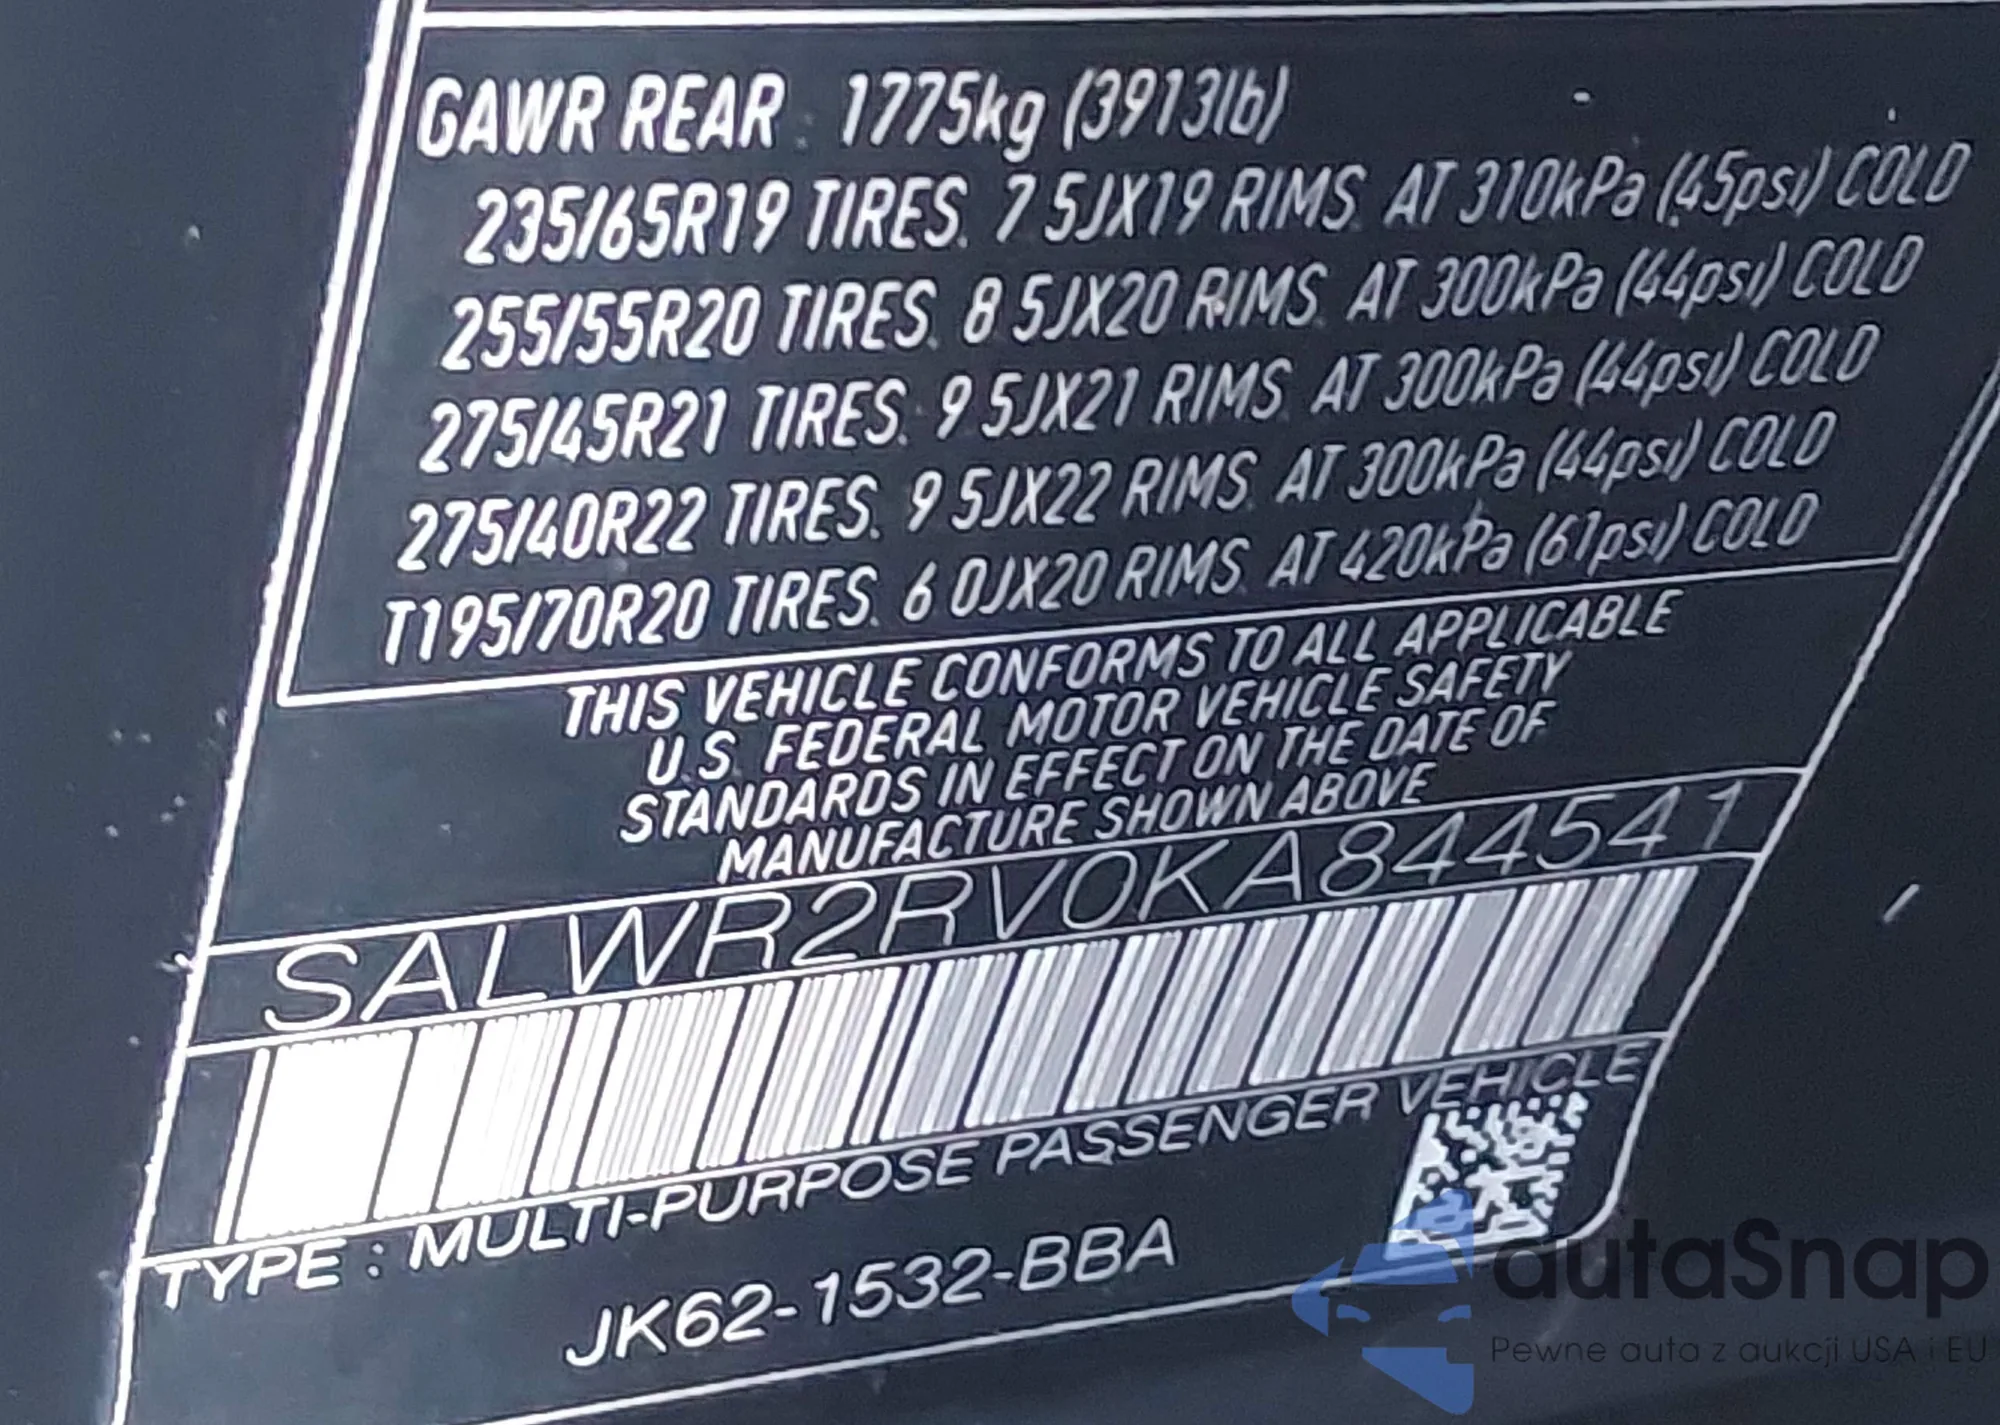 GAWR REAR 1775kg (3913lb)
235/65R19 TIRES. 7 5JX19 RIMS. AT 310kPa (45psi) COLD
255/55R20 TIRES. 8 5JX20 RIMS. AT 300kPa (44psi) COLD
275/45R21 TIRES. 9 5JX21 RIMS. AT 300kPa (44psi) COLD
275/40R22 TIRES. 9 5JX22 RIMS. AT 300kPa (44psi) COLD
T195/70R20 TIRES. 6 0JX20 RIMS. AT 420kPa (61psi) COLD
THIS VEHICLE CONFORMS TO ALL APPLICABLE
U.S. FEDERAL MOTOR VEHICLE SAFETY
STANDARDS IN EFFECT ON THE DATE OF
MANUFACTURE SHOWN ABOVE
SALWR2RV0KA844541
TYPE : MULTI-PURPOSE PASSENGER VEHICLE
JK62-1532-BBA
autaSnap
Pewne auta z aukcji USA i EU